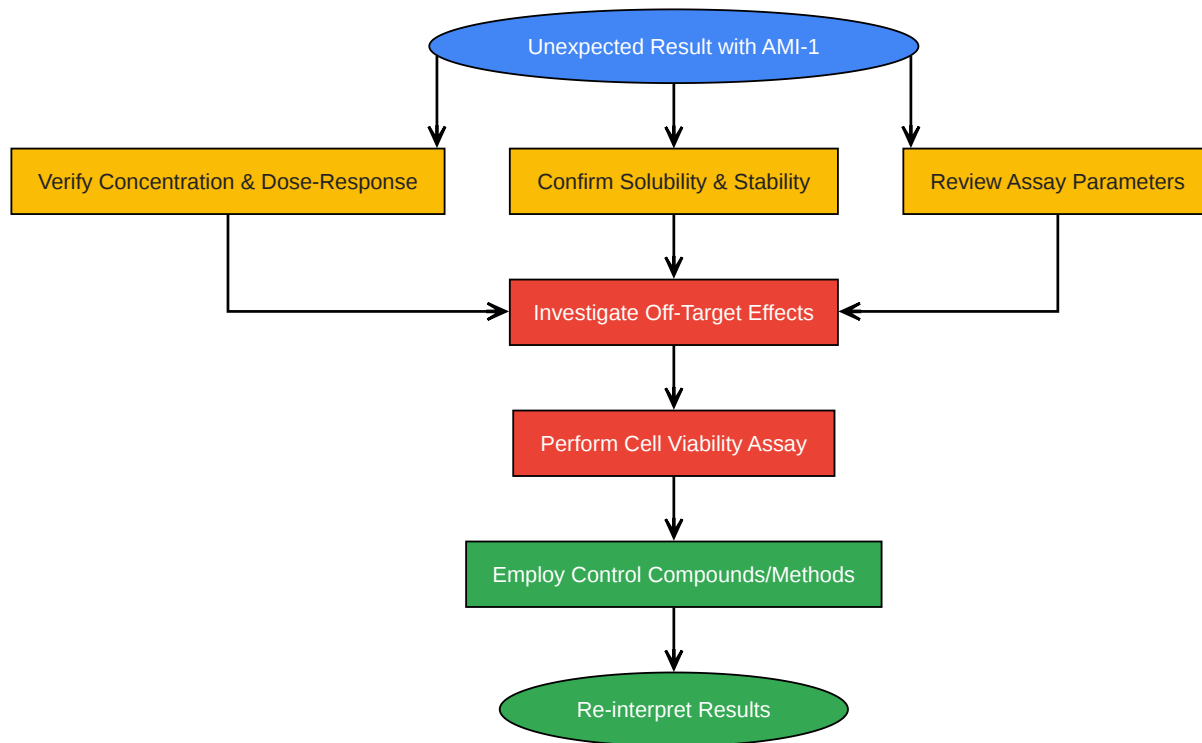 Unexpected Result with AMI-1
Verify Concentration & Dose-Response
Confirm Solubility & Stability
Review Assay Parameters
Investigate Off-Target Effects
Perform Cell Viability Assay
Employ Control Compounds/Methods
Re-interpret Results